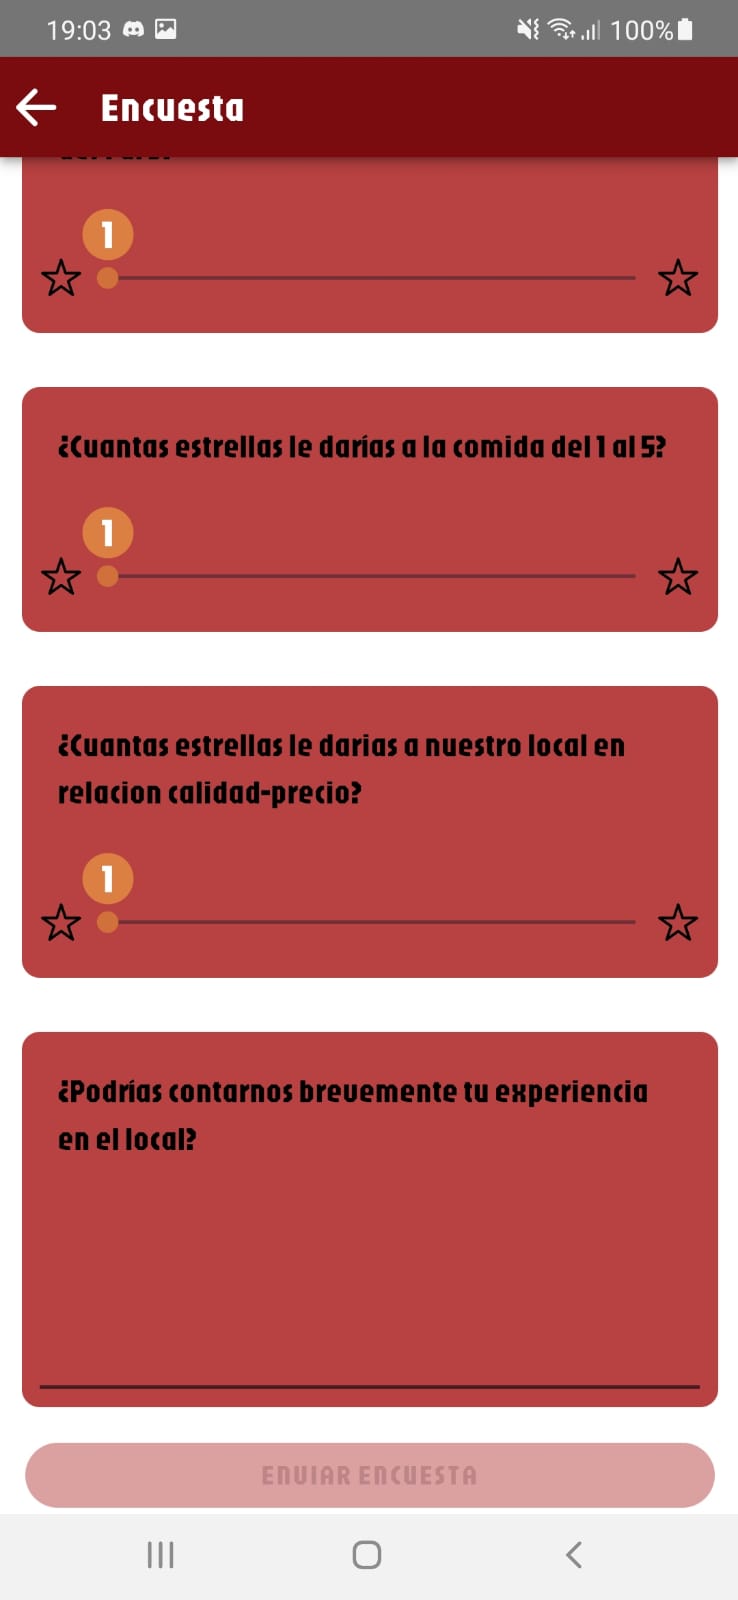 19:03 100%
Encuesta
1
¿Cuantas estrellas le darías a la comida del 1 al 5?
1
¿Cuantas estrellas le darias a nuestro local en
relacion calidad-precio?
1
¿Podrías contarnos brevemente tu experiencia
en el local?
ENVIAR ENCUESTA